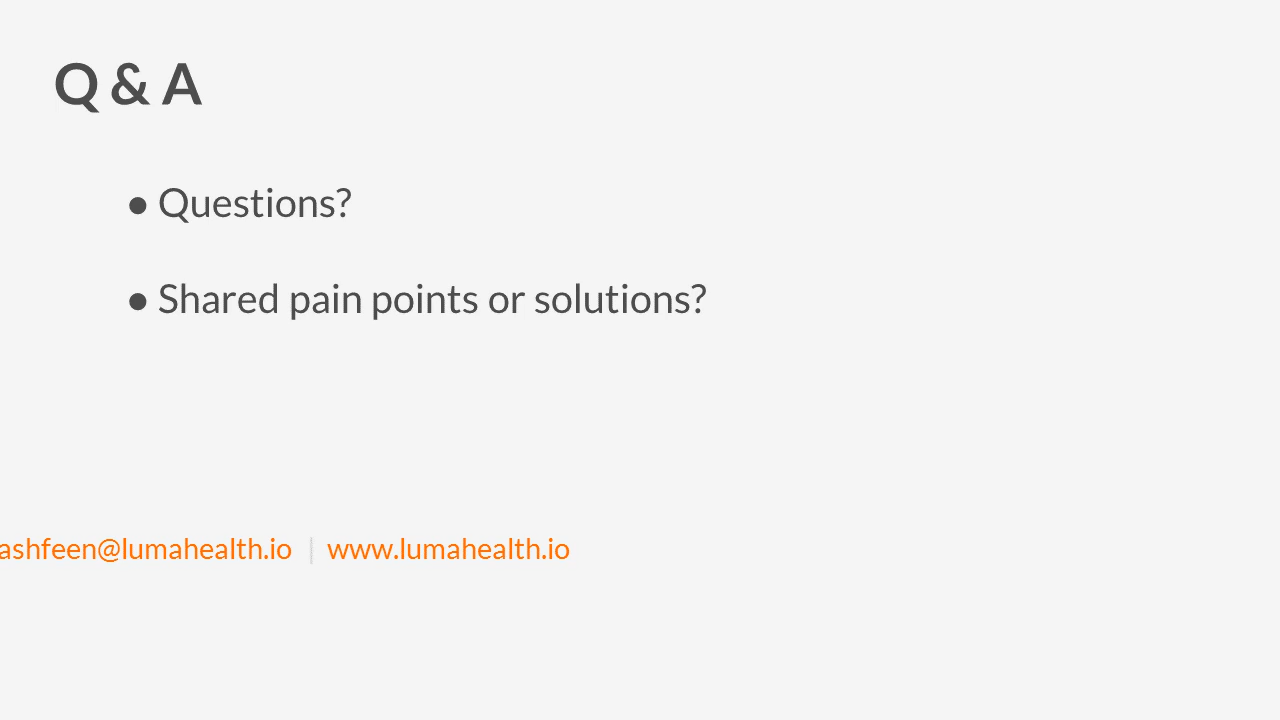 Q & A
● Questions?
● Shared pain points or solutions?
ashfeen@lumahealth.io | www.lumahealth.io